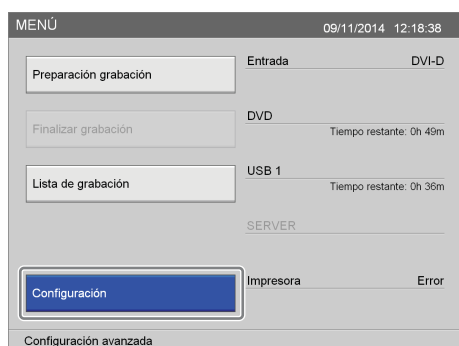 MENÚ 09/11/2014 12:18:38
Preparación grabación
Entrada DVI-D
Finalizar grabación
DVD
Tiempo restante: 0h 49m
Lista de grabación
USB 1
Tiempo restante: 0h 36m
SERVER
Configuración
Impresora Error
Configuración avanzada